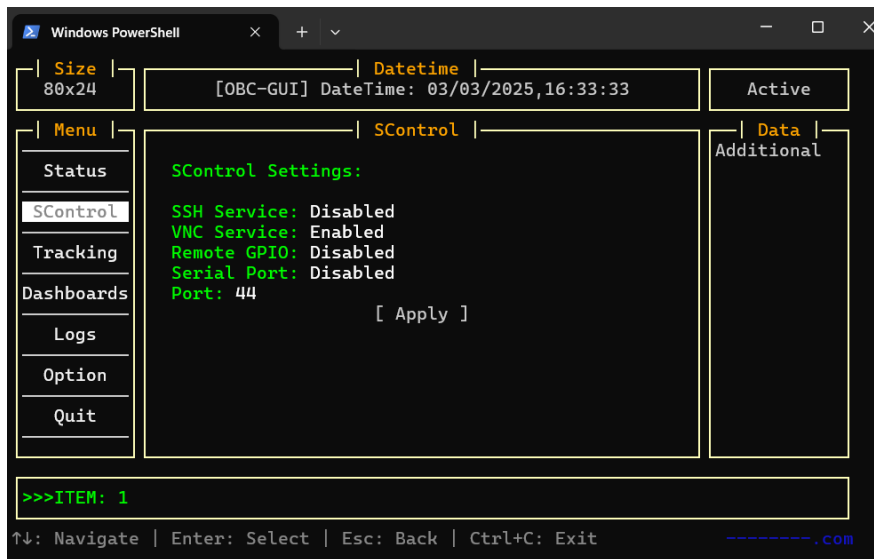 Windows PowerShell
Size
80x24
Datetime
[OBC-GUI] DateTime: 03/03/2025,16:33:33
Active
Menu
Status
SControl
Tracking
Dashboards
Logs
Option
Quit
SControl
SControl Settings:
SSH Service: Disabled
VNC Service: Enabled
Remote GPIO: Disabled
Serial Port: Disabled
Port: 44
[ Apply ]
Data
Additional
>>>ITEM: 1
↑↓: Navigate | Enter: Select | Esc: Back | Ctrl+C: Exit
--------.com